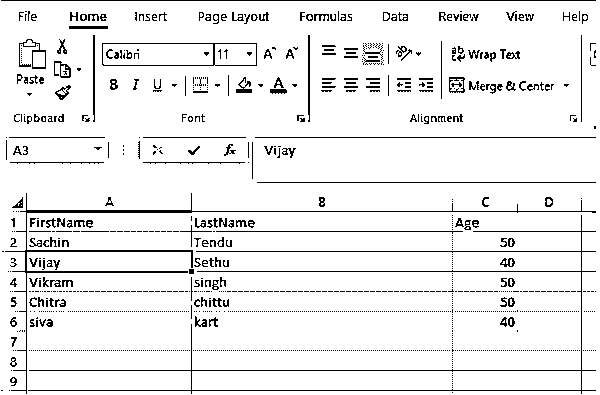 File Home Insert Page Layout Formulas Data Review View Help
Calibri 11 A^ A˅ Wrap Text
Paste B I U A Merge & Center
Clipboard Font Alignment
A3 fx Vijay
A B C D
1 FirstName LastName Age
2 Sachin Tendu 50
3 Vijay Sethu 40
4 Vikram singh 50
5 Chitra chittu 50
6 siva kart 40
7
8
9